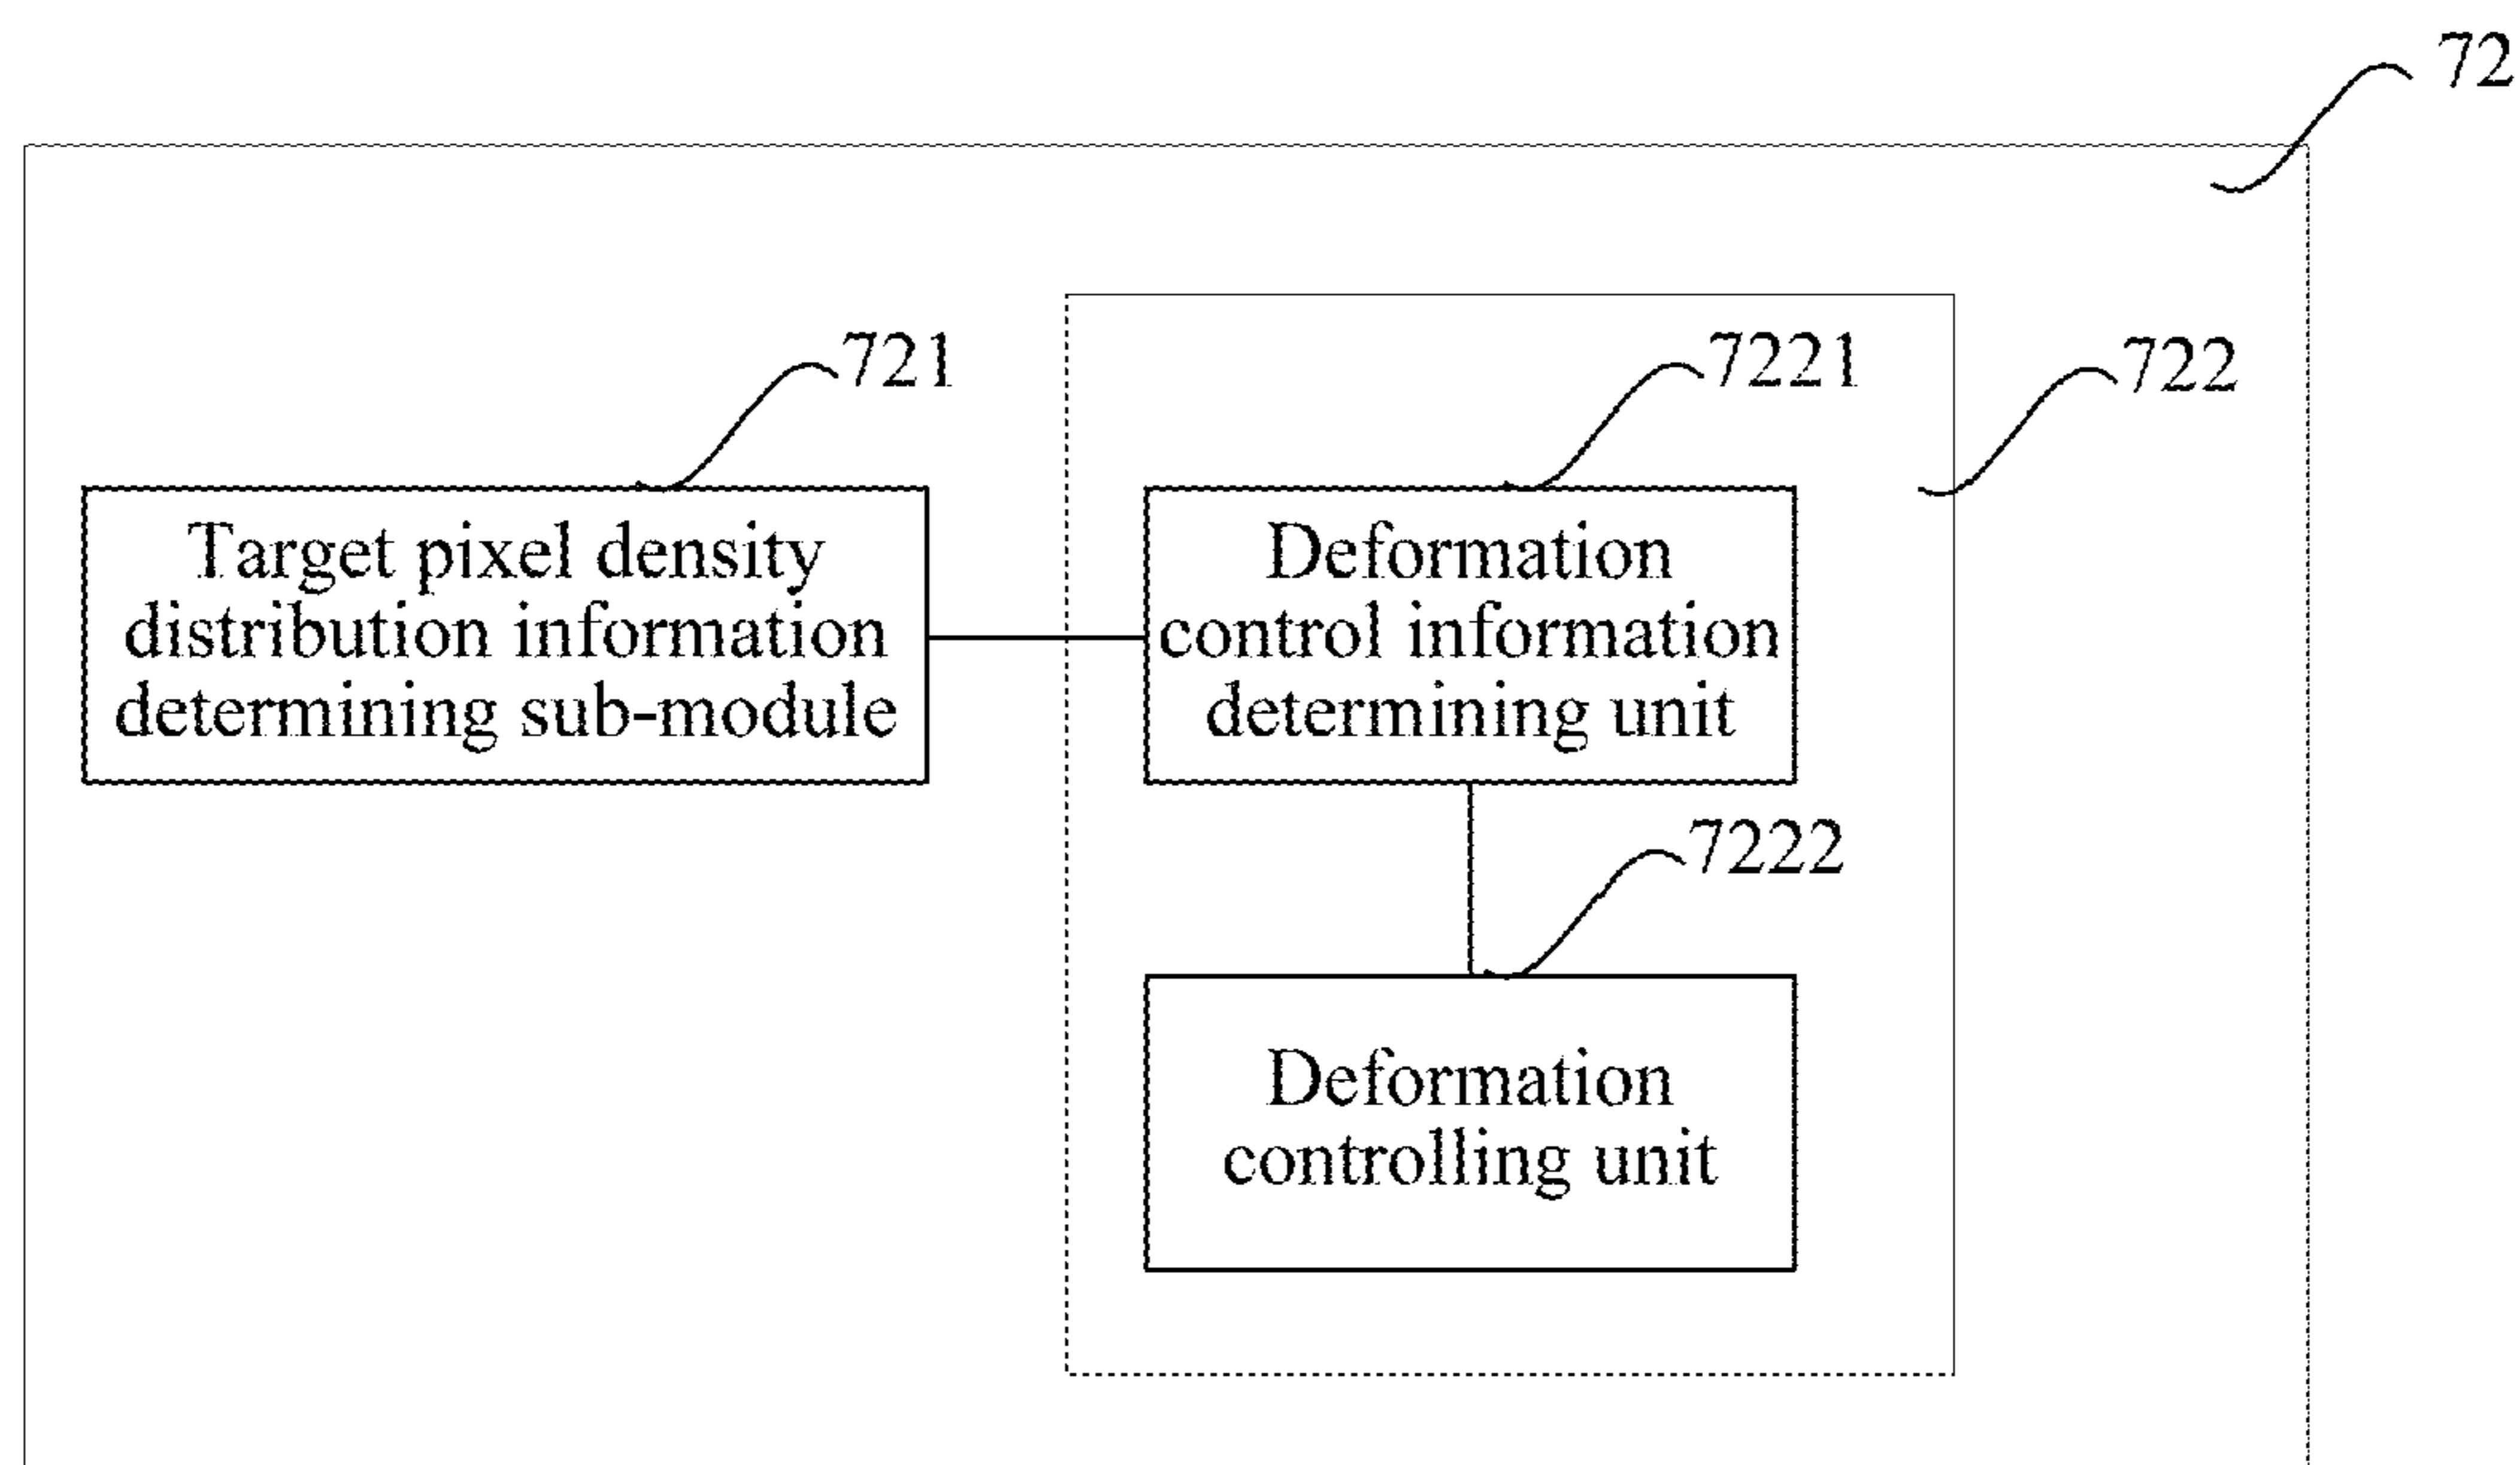 72
721
7221
722
Target pixel density
distribution information
determining sub-module
Deformation
control information
determining unit
7222
Deformation
controlling unit